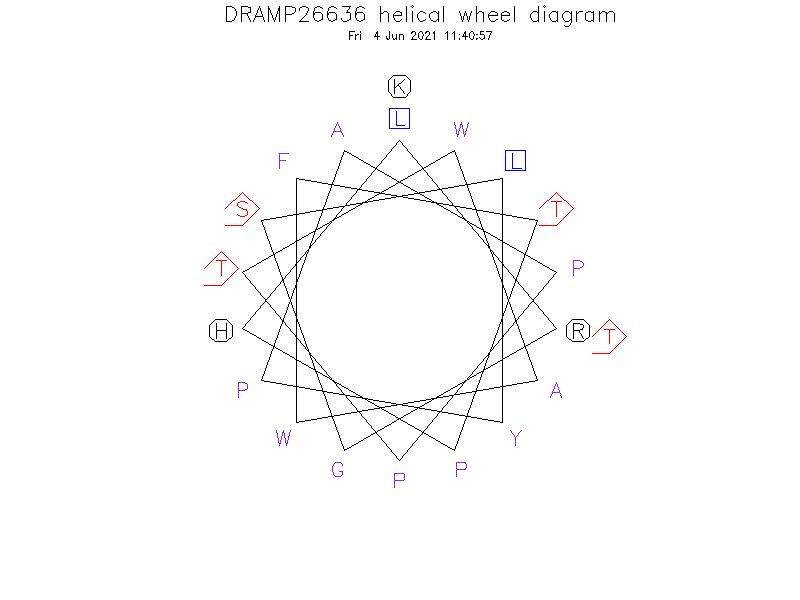 DRAMP26636 helical wheel diagram
Fri 4 Jun 2021 11:40:57
K
L
A W
F L
S T
T P
H R T
P A
W Y
G P
P